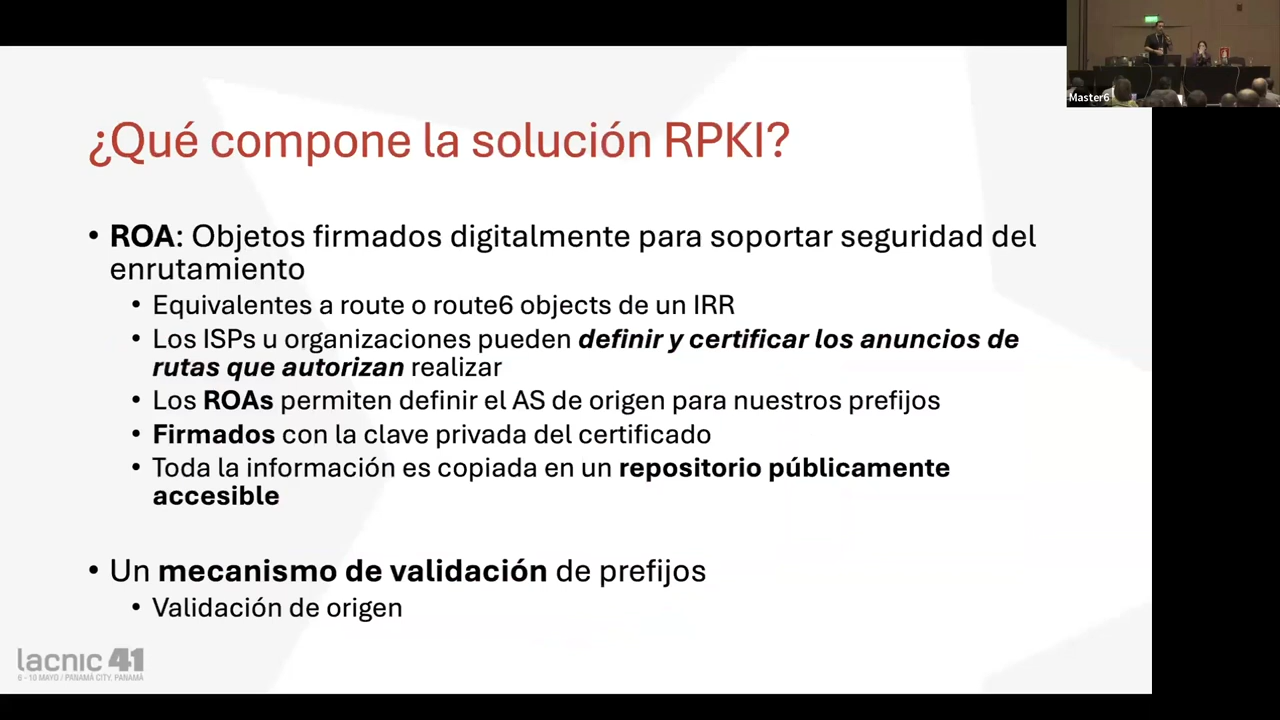 Master6
¿Qué compone la solución RPKI?
• ROA: Objetos firmados digitalmente para soportar seguridad del
enrutamiento
• Equivalentes a route o route6 objects de un IRR
• Los ISPs u organizaciones pueden definir y certificar los anuncios de
rutas que autorizan realizar
• Los ROAs permiten definir el AS de origen para nuestros prefijos
• Firmados con la clave privada del certificado
• Toda la información es copiada en un repositorio públicamente
accesible
• Un mecanismo de validación de prefijos
• Validación de origen
lacnic 41
6 - 10 MAYO / PANAMÁ CITY, PANAMÁ